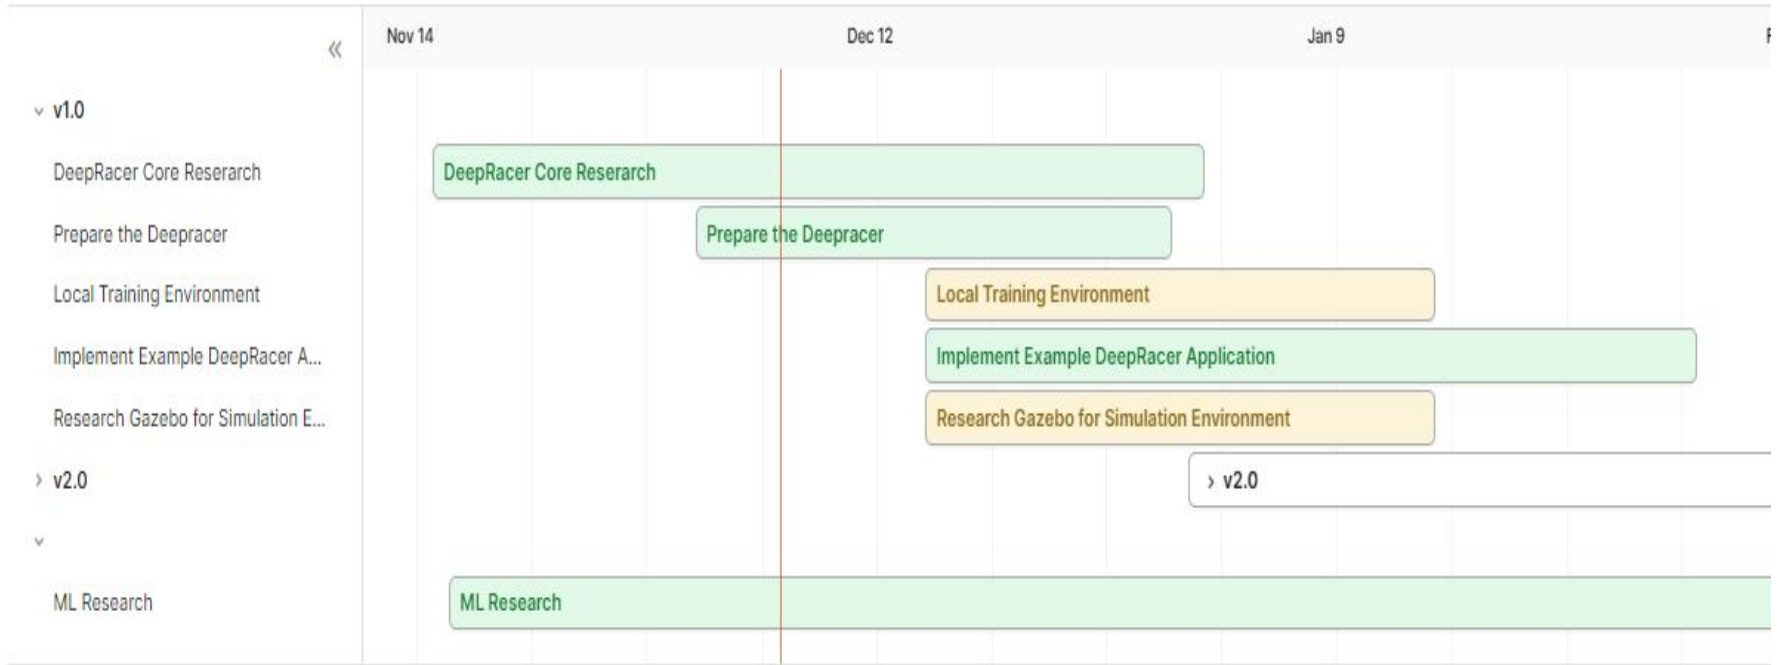 Nov 14 Dec 12 Jan 9 F
«
v1.0
DeepRacer Core Reserarch DeepRacer Core Reserarch
Prepare the Deepracer Prepare the Deepracer
Local Training Environment Local Training Environment
Implement Example DeepRacer A... Implement Example DeepRacer Application
Research Gazebo for Simulation E... Research Gazebo for Simulation Environment
> v2.0 > v2.0
ML Research ML Research